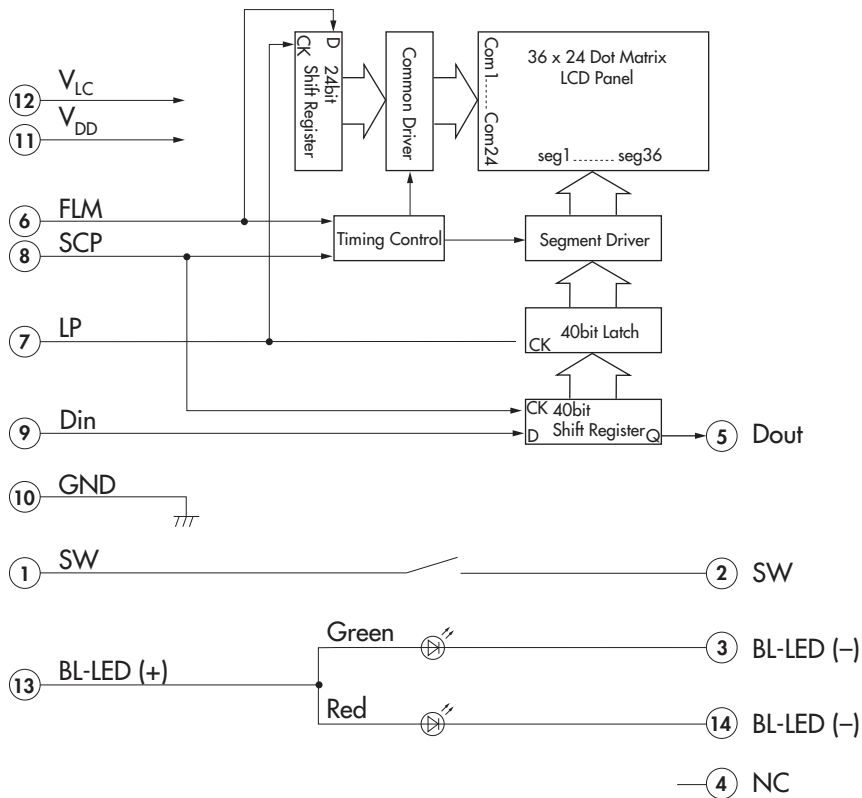 D
CK
24bit
Shift Register
Common Driver
Com1........Com24
36 x 24 Dot Matrix
LCD Panel
seg1........ seg36
12 VLC
11 VDD
6 FLM
8 SCP
Timing Control
Segment Driver
7 LP
40bit Latch
CK
CK 40bit
D Shift Register Q
9 Din
5 Dout
10 GND
1 SW
2 SW
13 BL-LED (+)
Green
3 BL-LED (–)
Red
14 BL-LED (–)
4 NC